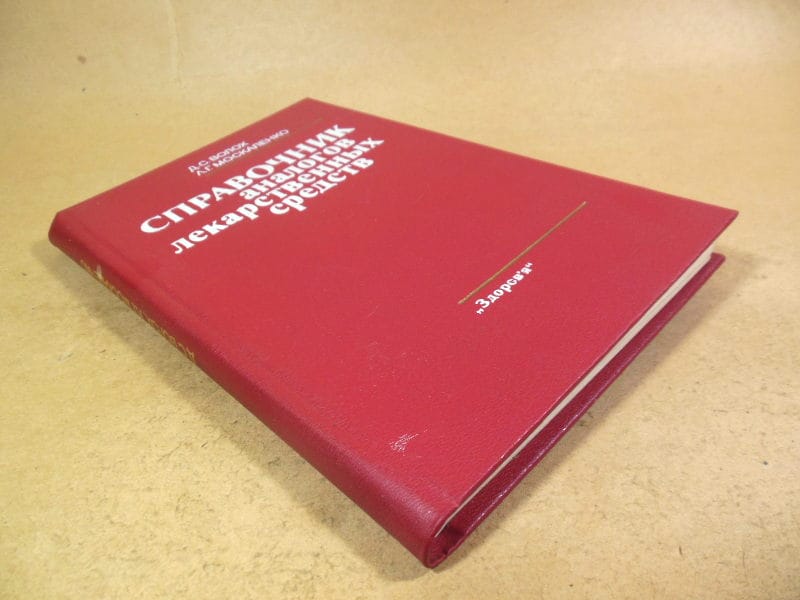 Д. С. ВОЛОХ
Л. Г. МОСКАЛЕНКО
СПРАВОЧНИК
аналогов
лекарственных
средств
„Здоров'я“